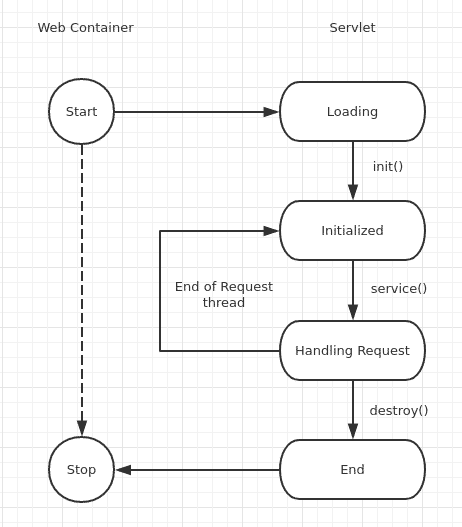 Web Container
Servlet
Start
Loading
init()
Initialized
End of Request
thread
service()
Handling Request
destroy()
Stop
End